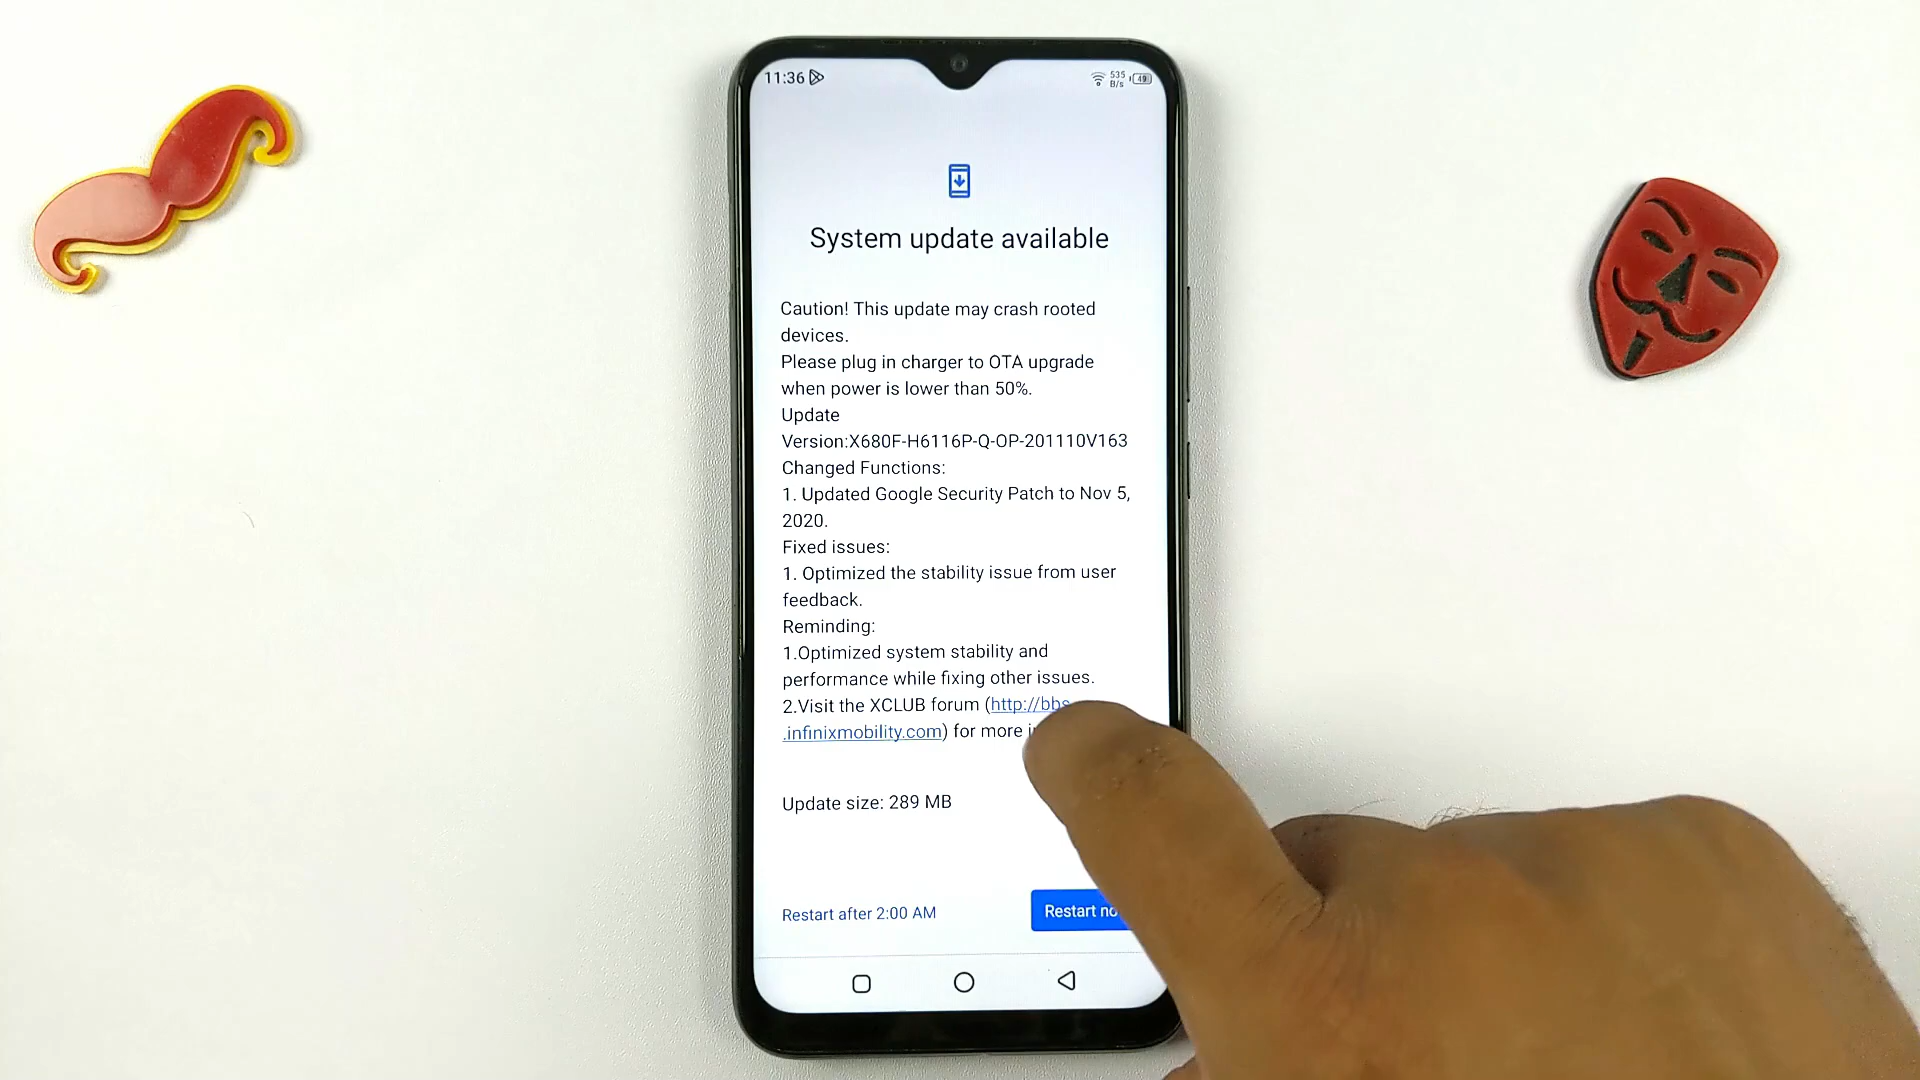 11:36
535
B/s
49
System update available
Caution! This update may crash rooted
devices.
Please plug in charger to OTA upgrade
when power is lower than 50%.
Update
Version:X680F-H6116P-Q-OP-201110V163
Changed Functions:
1. Updated Google Security Patch to Nov 5,
2020.
Fixed issues:
1. Optimized the stability issue from user
feedback.
Reminding:
1.Optimized system stability and
performance while fixing other issues.
2.Visit the XCLUB forum (http://bbs
.infinixmobility.com) for more
Update size: 289 MB
Restart after 2:00 AM
Restart